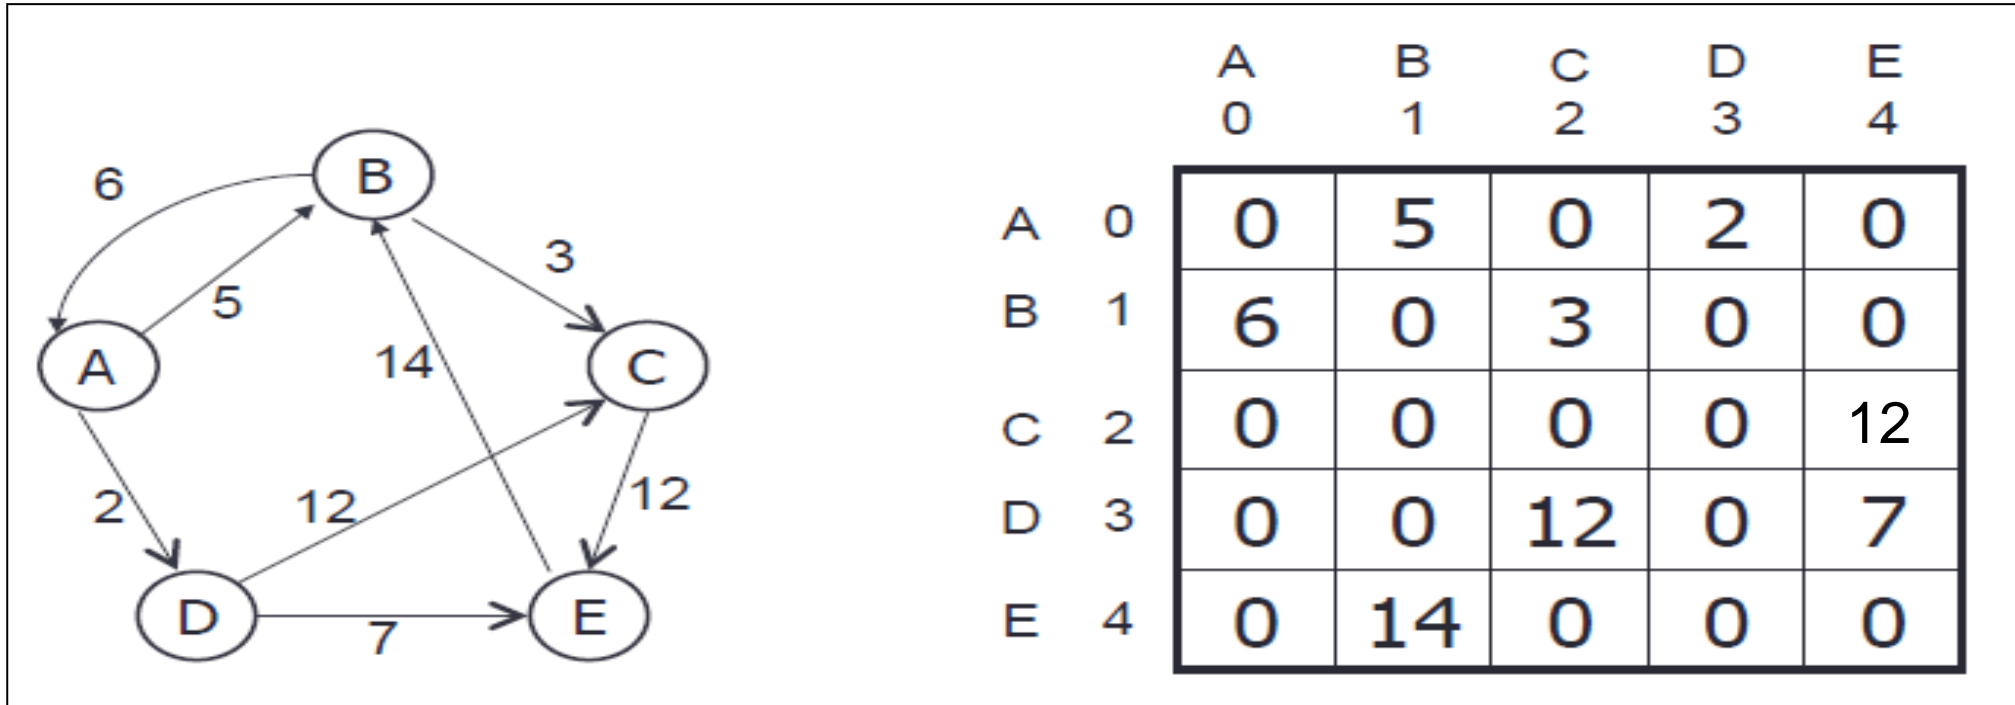 B
6
3
5
14
A
C
2
12
12
D
7
E
A B C D E
0 1 2 3 4
A 0 0 5 0 2 0
B 1 6 0 3 0 0
C 2 0 0 0 0 12
D 3 0 0 12 0 7
E 4 0 14 0 0 0